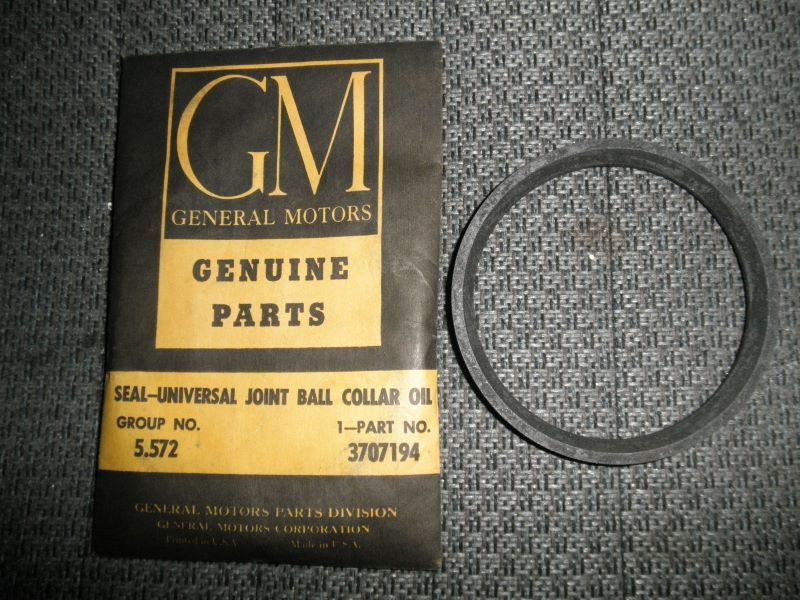 GM
GENERAL MOTORS
GENUINE
PARTS
SEAL-UNIVERSAL JOINT BALL COLLAR OIL
GROUP NO. 1-PART NO.
5.572 3707194
GENERAL MOTORS PARTS DIVISION
GENERAL MOTORS CORPORATION
Printed in U.S.A. Made in U.S.A.